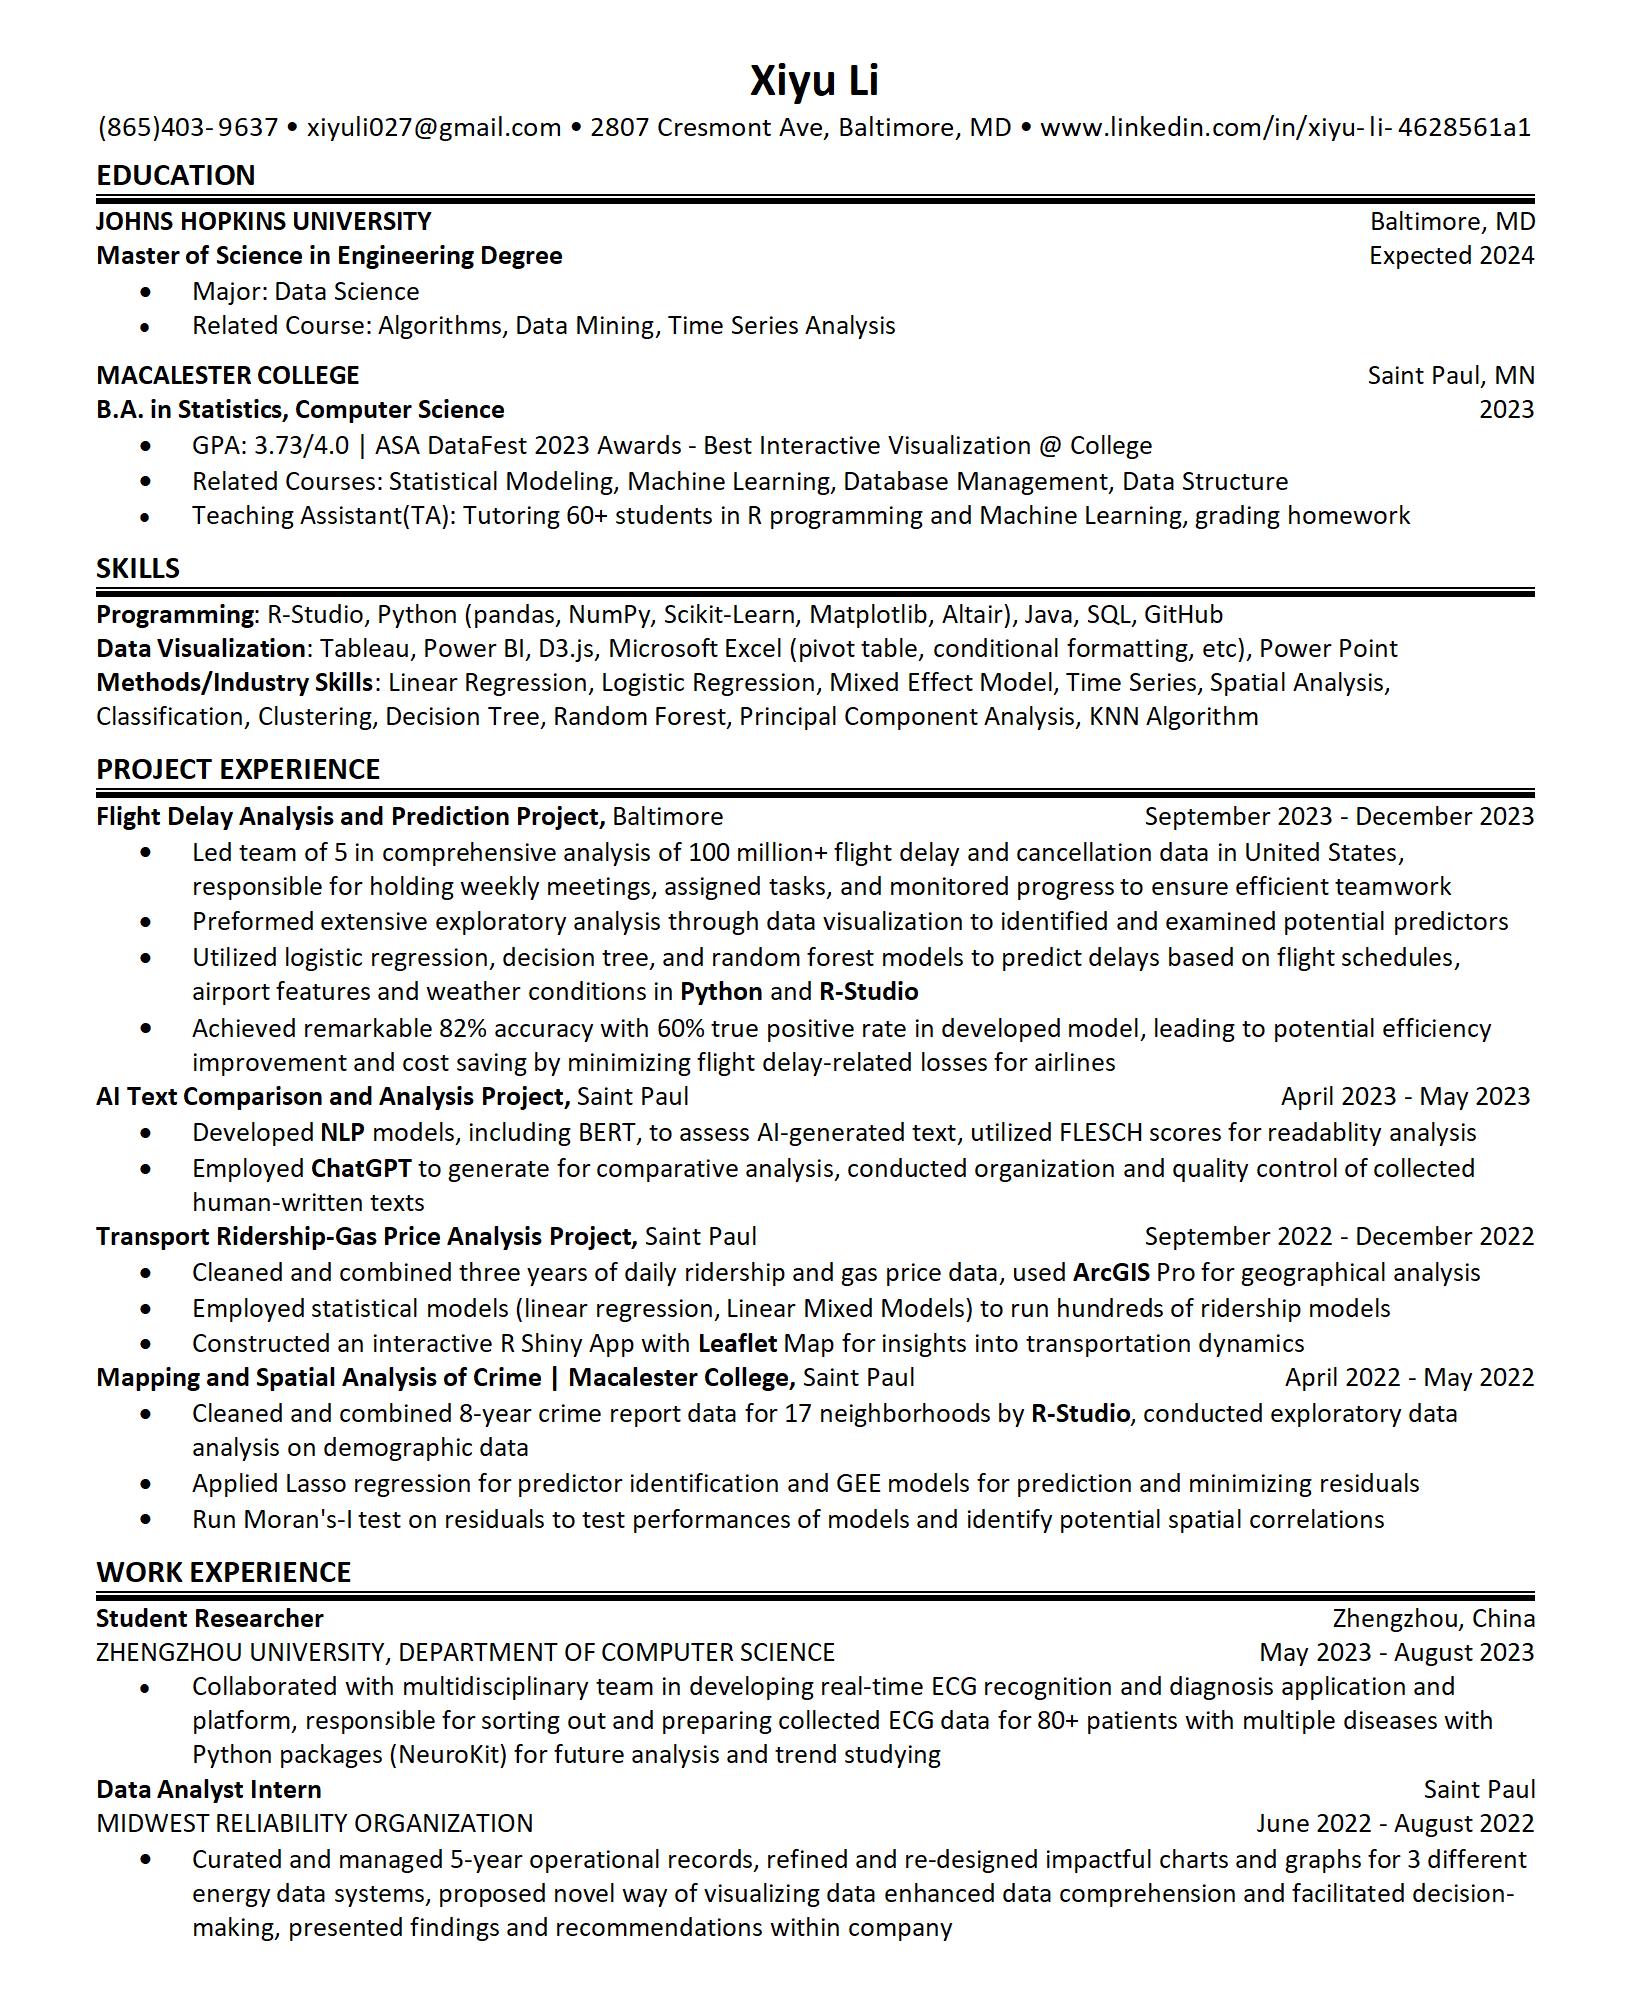 Xiyu Li
(865)403-9637 • xiyuli027@gmail.com • 2807 Cresmont Ave, Baltimore, MD • www.linkedin.com/in/xiyu-li-4628561a1
EDUCATION
JOHNS HOPKINS UNIVERSITY Baltimore, MD
Master of Science in Engineering Degree Expected 2024
• Major: Data Science
• Related Course: Algorithms, Data Mining, Time Series Analysis
MACALESTER COLLEGE Saint Paul, MN
B.A. in Statistics, Computer Science 2023
• GPA: 3.73/4.0 | ASA DataFest 2023 Awards - Best Interactive Visualization @ College
• Related Courses: Statistical Modeling, Machine Learning, Database Management, Data Structure
• Teaching Assistant(TA): Tutoring 60+ students in R programming and Machine Learning, grading homework
SKILLS
Programming: R-Studio, Python (pandas, NumPy, Scikit-Learn, Matplotlib, Altair), Java, SQL, GitHub
Data Visualization: Tableau, Power BI, D3.js, Microsoft Excel (pivot table, conditional formatting, etc), Power Point
Methods/Industry Skills: Linear Regression, Logistic Regression, Mixed Effect Model, Time Series, Spatial Analysis,
Classification, Clustering, Decision Tree, Random Forest, Principal Component Analysis, KNN Algorithm
PROJECT EXPERIENCE
Flight Delay Analysis and Prediction Project, Baltimore September 2023 - December 2023
• Led team of 5 in comprehensive analysis of 100 million+ flight delay and cancellation data in United States,
responsible for holding weekly meetings, assigned tasks, and monitored progress to ensure efficient teamwork
• Preformed extensive exploratory analysis through data visualization to identified and examined potential predictors
• Utilized logistic regression, decision tree, and random forest models to predict delays based on flight schedules,
airport features and weather conditions in Python and R-Studio
• Achieved remarkable 82% accuracy with 60% true positive rate in developed model, leading to potential efficiency
improvement and cost saving by minimizing flight delay-related losses for airlines
AI Text Comparison and Analysis Project, Saint Paul April 2023 - May 2023
• Developed NLP models, including BERT, to assess AI-generated text, utilized FLESCH scores for readablity analysis
• Employed ChatGPT to generate for comparative analysis, conducted organization and quality control of collected
human-written texts
Transport Ridership-Gas Price Analysis Project, Saint Paul September 2022 - December 2022
• Cleaned and combined three years of daily ridership and gas price data, used ArcGIS Pro for geographical analysis
• Employed statistical models (linear regression, Linear Mixed Models) to run hundreds of ridership models
• Constructed an interactive R Shiny App with Leaflet Map for insights into transportation dynamics
Mapping and Spatial Analysis of Crime | Macalester College, Saint Paul April 2022 - May 2022
• Cleaned and combined 8-year crime report data for 17 neighborhoods by R-Studio, conducted exploratory data
analysis on demographic data
• Applied Lasso regression for predictor identification and GEE models for prediction and minimizing residuals
• Run Moran's-I test on residuals to test performances of models and identify potential spatial correlations
WORK EXPERIENCE
Student Researcher Zhengzhou, China
ZHENGZHOU UNIVERSITY, DEPARTMENT OF COMPUTER SCIENCE May 2023 - August 2023
• Collaborated with multidisciplinary team in developing real-time ECG recognition and diagnosis application and
platform, responsible for sorting out and preparing collected ECG data for 80+ patients with multiple diseases with
Python packages (NeuroKit) for future analysis and trend studying
Data Analyst Intern Saint Paul
MIDWEST RELIABILITY ORGANIZATION June 2022 - August 2022
• Curated and managed 5-year operational records, refined and re-designed impactful charts and graphs for 3 different
energy data systems, proposed novel way of visualizing data enhanced data comprehension and facilitated decision-
making, presented findings and recommendations within company